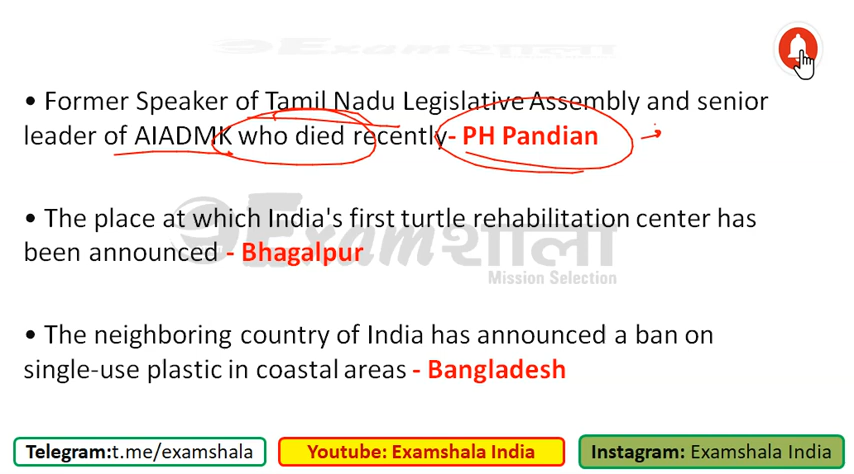 Examशाला
• Former Speaker of Tamil Nadu Legislative Assembly and senior
leader of AIADMK who died recently- PH Pandian
• The place at which India's first turtle rehabilitation center has
been announced - Bhagalpur
Examशाला
Mission Selection
• The neighboring country of India has announced a ban on
single-use plastic in coastal areas - Bangladesh
Telegram:t.me/examshala
Youtube: Examshala India
Instagram: Examshala India